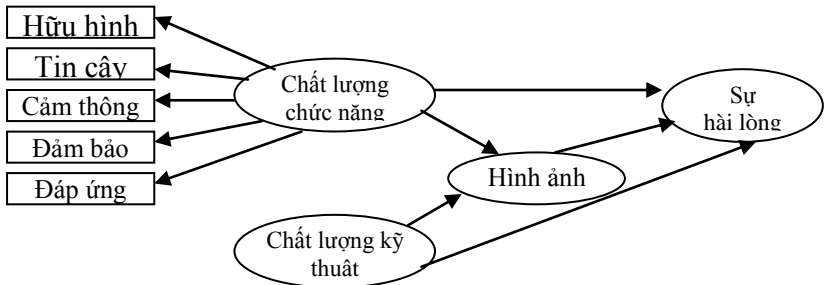 Hữu hình
Tin cậy
Cảm thông
Đảm bảo
Đáp ứng
Chất lượng
chức năng
Sự
hài lòng
Hình ảnh
Chất lượng kỹ
thuật